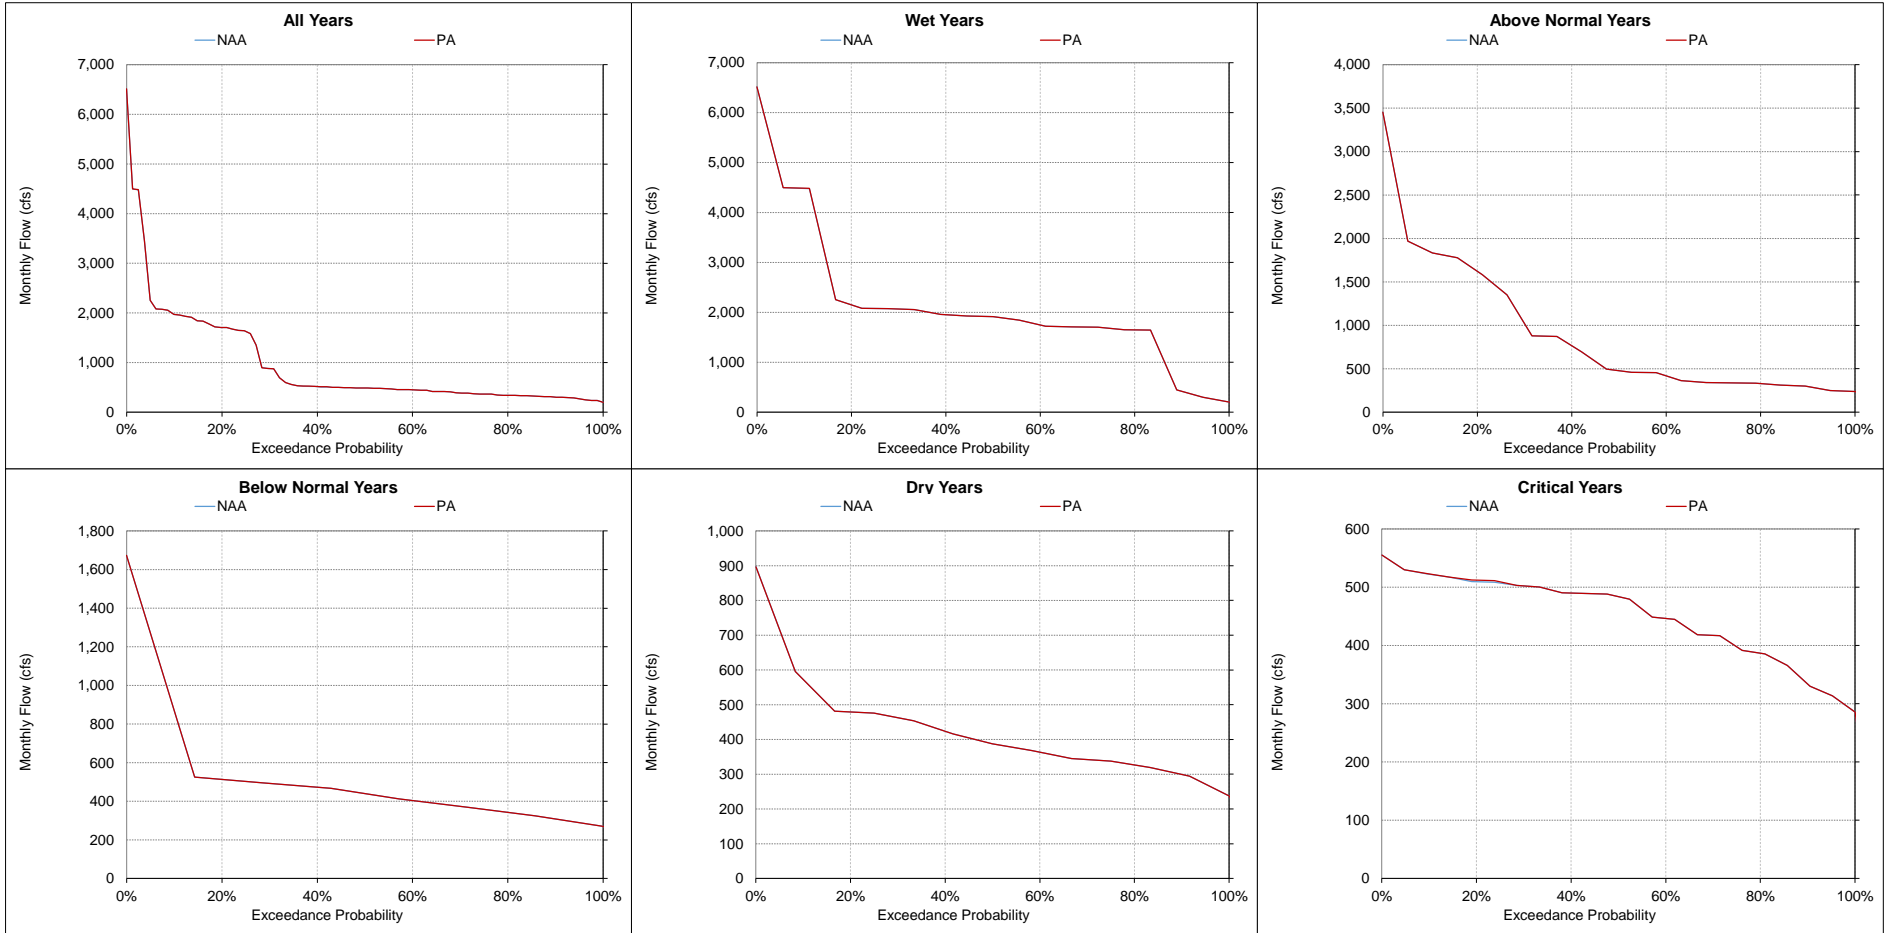 All Years
NAA PA
Monthly Flow (cfs)
7,000
6,000
5,000
4,000
3,000
2,000
1,000
0
0% 20% 40% 60% 80% 100%
Exceedance Probability
Wet Years
NAA PA
Monthly Flow (cfs)
7,000
6,000
5,000
4,000
3,000
2,000
1,000
0
0% 20% 40% 60% 80% 100%
Exceedance Probability
Above Normal Years
NAA PA
Monthly Flow (cfs)
4,000
3,500
3,000
2,500
2,000
1,500
1,000
500
0
0% 20% 40% 60% 80% 100%
Exceedance Probability
Below Normal Years
NAA PA
Monthly Flow (cfs)
1,800
1,600
1,400
1,200
1,000
800
600
400
200
0
0% 20% 40% 60% 80% 100%
Exceedance Probability
Dry Years
NAA PA
Monthly Flow (cfs)
1,000
900
800
700
600
500
400
300
200
100
0
0% 20% 40% 60% 80% 100%
Exceedance Probability
Critical Years
NAA PA
Monthly Flow (cfs)
600
500
400
300
200
100
0
0% 20% 40% 60% 80% 100%
Exceedance Probability